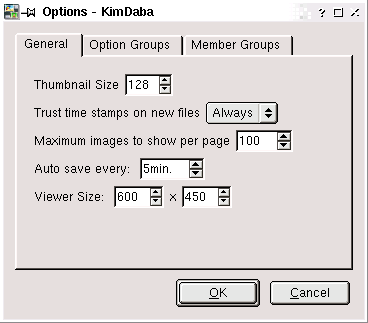 Options - KimDaba
General Option Groups Member Groups
Thumbnail Size 128
Trust time stamps on new files Always
Maximum images to show per page 100
Auto save every: 5min.
Viewer Size: 600 × 450
OK Cancel